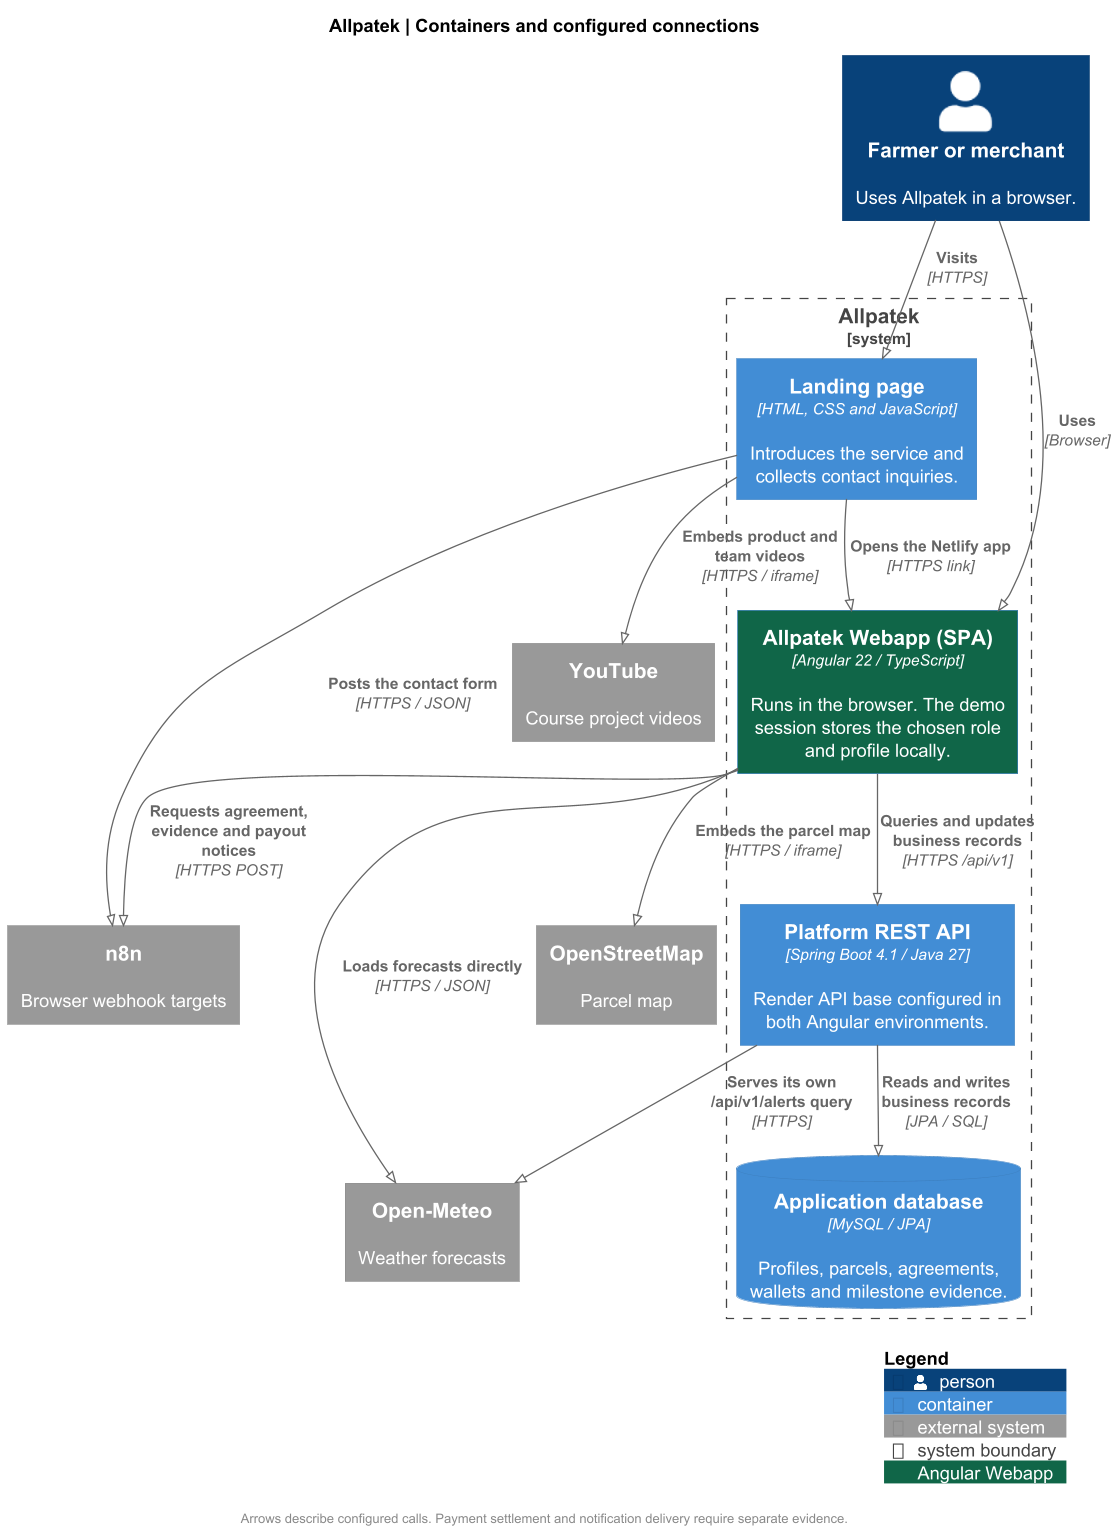 Allpatek | Containers and configured connections
Farmer or merchant
Uses Allpatek in a browser.
Visits
[HTTPS]
Allpatek
[system]
Landing page
[HTML, CSS and JavaScript]
Introduces the service and
collects contact inquiries.
Uses
[Browser]
Embeds product and
team videos
[HTTPS / iframe]
Opens the Netlify app
[HTTPS link]
YouTube
Course project videos
Posts the contact form
[HTTPS / JSON]
Allpatek Webapp (SPA)
[Angular 22 / TypeScript]
Runs in the browser. The demo
session stores the chosen role
and profile locally.
Requests agreement,
evidence and payout
notices
[HTTPS POST]
Embeds the parcel map
[HTTPS / iframe]
Queries and updates
business records
[HTTPS /api/v1]
n8n
Browser webhook targets
Loads forecasts directly
[HTTPS / JSON]
OpenStreetMap
Parcel map
Platform REST API
[Spring Boot 4.1 / Java 27]
Render API base configured in
both Angular environments.
Serves its own
/api/v1/alerts query
[HTTPS]
Reads and writes
business records
[JPA / SQL]
Open-Meteo
Weather forecasts
Application database
[MySQL / JPA]
Profiles, parcels, agreements,
wallets and milestone evidence.
Legend
person
container
external system
system boundary
Angular Webapp
Arrows describe configured calls. Payment settlement and notification delivery require separate evidence.